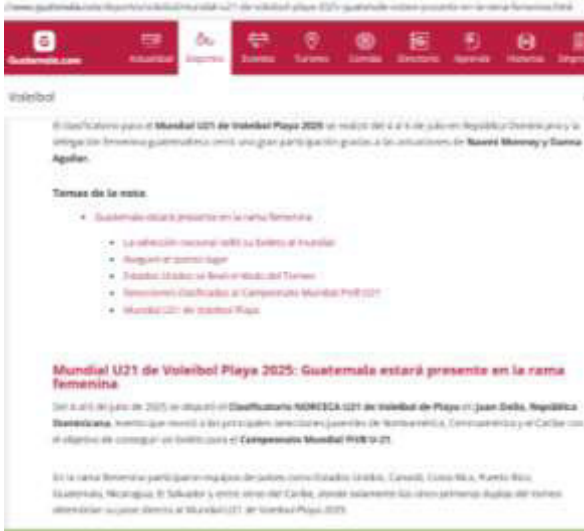 Guatemala.com
Actualidad Deportes Eventos Turismo Comida Directorio Aprende Historias
Voleibol
El clasificatorio para el Mundial U21 de Voleibol Playa 2025 se realizó del 4 al 6 de julio en República Dominicana y la
delegación femenina guatemalteca cerró una gran participación gracias a las actuaciones de Naomi Monney y Danna
Aguilar.
Temas de la nota
Guatemala estará presente en la rama femenina
La selección nacional selló su boleto al mundial
Aseguró el quinto lugar
Estados Unidos se llevó el título del Torneo
Selecciones clasificadas al Campeonato Mundial FIVB U21
Mundial U21 de Voleibol Playa
Mundial U21 de Voleibol Playa 2025: Guatemala estará presente en la rama
femenina
Del 4 al 6 de julio de 2025 se disputó el Clasificatorio NORCECA U21 de Voleibol de Playa en Juan Dolio, República
Dominicana, evento que reunió a las principales selecciones juveniles de Norteamérica, Centroamérica y el Caribe con
el objetivo de conseguir un boleto para el Campeonato Mundial FIVB U-21.
En la rama femenina participaron equipos de países como Estados Unidos, Canadá, Costa Rica, Puerto Rico,
Guatemala, Nicaragua, El Salvador y entre otros del Caribe, donde solamente las cinco primeras duplas del torneo
obtendrían su pase directo al Mundial U21 de Voleibol Playa 2025.